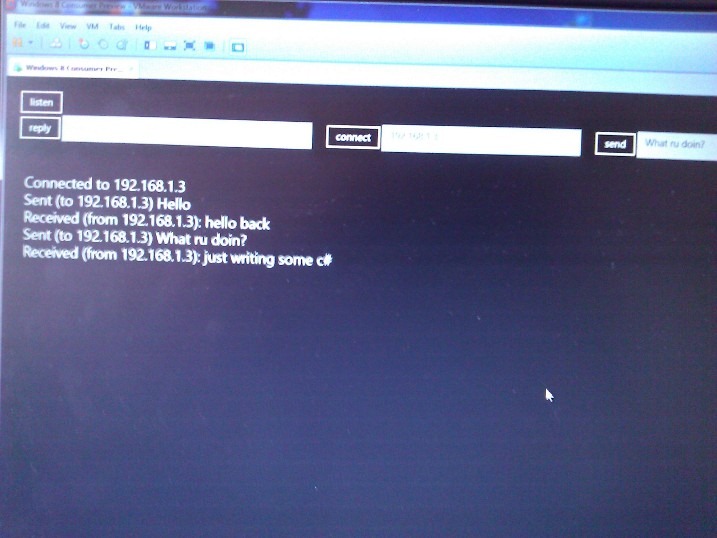 Windows 8 Consumer Preview - VMware Workstation
File Edit View VM Tabs Help
Windows 8 Consumer Pre...
listen
reply
connect 192.168.1.3
send What ru doin?
Connected to 192.168.1.3
Sent (to 192.168.1.3) Hello
Received (from 192.168.1.3): hello back
Sent (to 192.168.1.3) What ru doin?
Received (from 192.168.1.3): just writing some c#